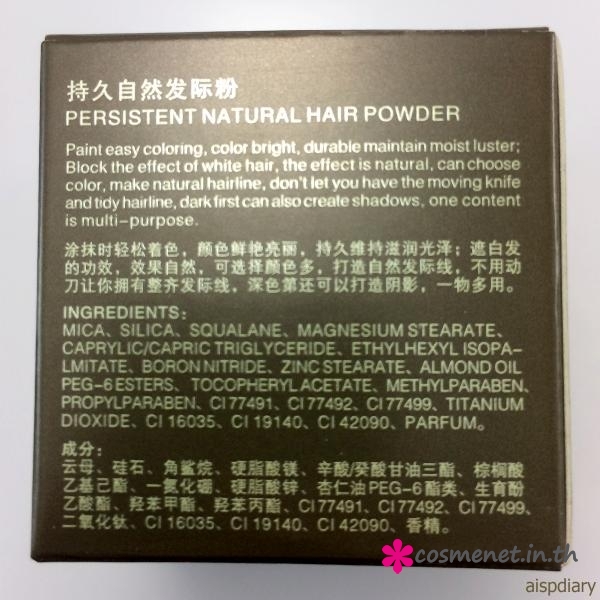 持久自然发际粉
PERSISTENT NATURAL HAIR POWDER
Paint easy coloring, color bright, durable maintain moist luster;
Block the effect of white hair, the effect is natural, can choose
color, make natural hairline, don't let you have the moving knife
and tidy hairline, dark first can also create shadows, one content
is multi-purpose.
涂抹时轻松着色，颜色鲜艳亮丽，持久维持滋润光泽；遮白发
的功效，效果自然，可选择颜色多，打造自然发际线，不用动
刀让你拥有整齐发际线，深色第还可以打造阴影，一物多用。
INGREDIENTS:
MICA、SILICA、SQUALANE、MAGNESIUM STEARATE、
CAPRYLIC/CAPRIC TRIGLYCERIDE、ETHYLHEXYL ISOPA-
LMITATE、BORON NITRIDE、ZINC STEARATE、ALMOND OIL
PEG-6 ESTERS、TOCOPHERYL ACETATE、METHYLPARABEN、
PROPYLPARABEN、CI 77491、CI 77492、CI 77499、TITANIUM
DIOXIDE、CI 16035、CI 19140、CI 42090、PARFUM。
成分：
云母、硅石、角鲨烷、硬脂酸镁、辛酸/癸酸甘油三酯、棕榈酸
乙基己酯、一氮化硼、硬脂酸锌、杏仁油PEG-6酯类、生育酚
乙酸酯、羟苯甲酯、羟苯丙酯、CI 77491、CI 77492、CI 77499、
二氧化钛、CI 16035、CI 19140、CI 42090、香精。
cosmenet.in.th
aispdiary